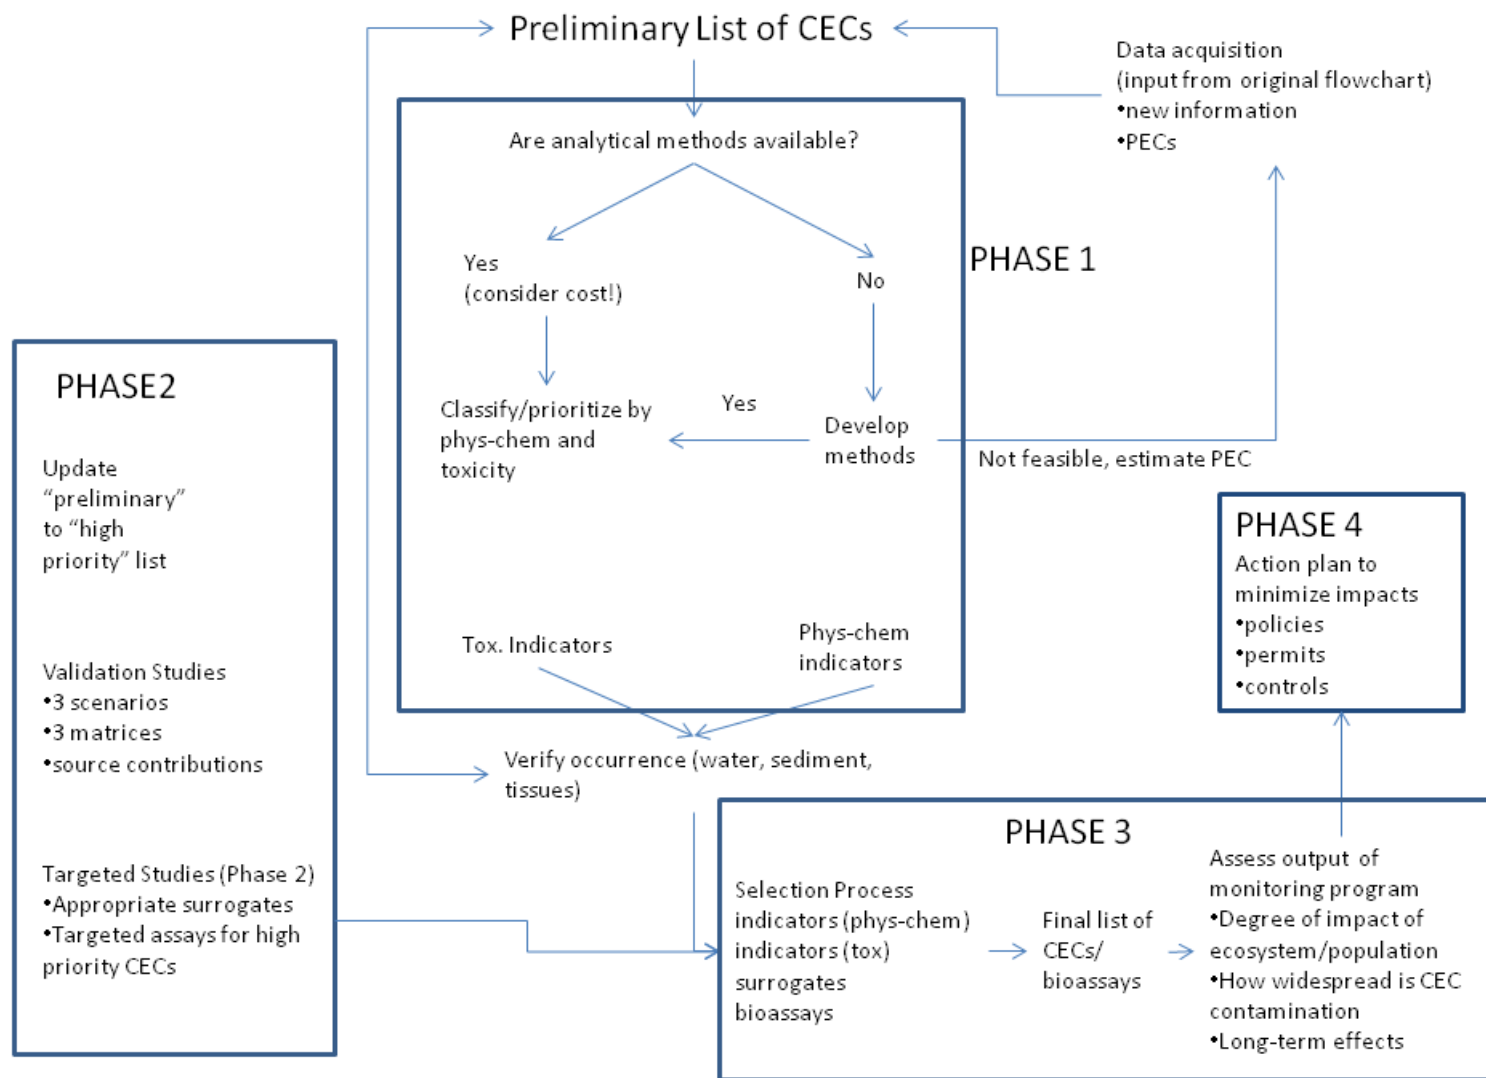 Preliminary List of CECs
Data acquisition
(input from original flowchart)
•new information
•PECs
Are analytical methods available?
PHASE 1
Yes
(consider cost!)
No
Classify/prioritize by
phys-chem and
toxicity
Yes
Develop
methods
Not feasible, estimate PEC
Tox. Indicators
Phys-chem
indicators
Verify occurrence (water, sediment,
tissues)
PHASE2
Update
“preliminary”
to “high
priority” list
Validation Studies
•3 scenarios
•3 matrices
•source contributions
Targeted Studies (Phase 2)
•Appropriate surrogates
•Targeted assays for high
priority CECs
PHASE 3
Selection Process
indicators (phys-chem)
indicators (tox)
surrogates
bioassays
Final list of
CECs/
bioassays
Assess output of
monitoring program
•Degree of impact of
ecosystem/population
•How widespread is CEC
contamination
•Long-term effects
PHASE 4
Action plan to
minimize impacts
•policies
•permits
•controls